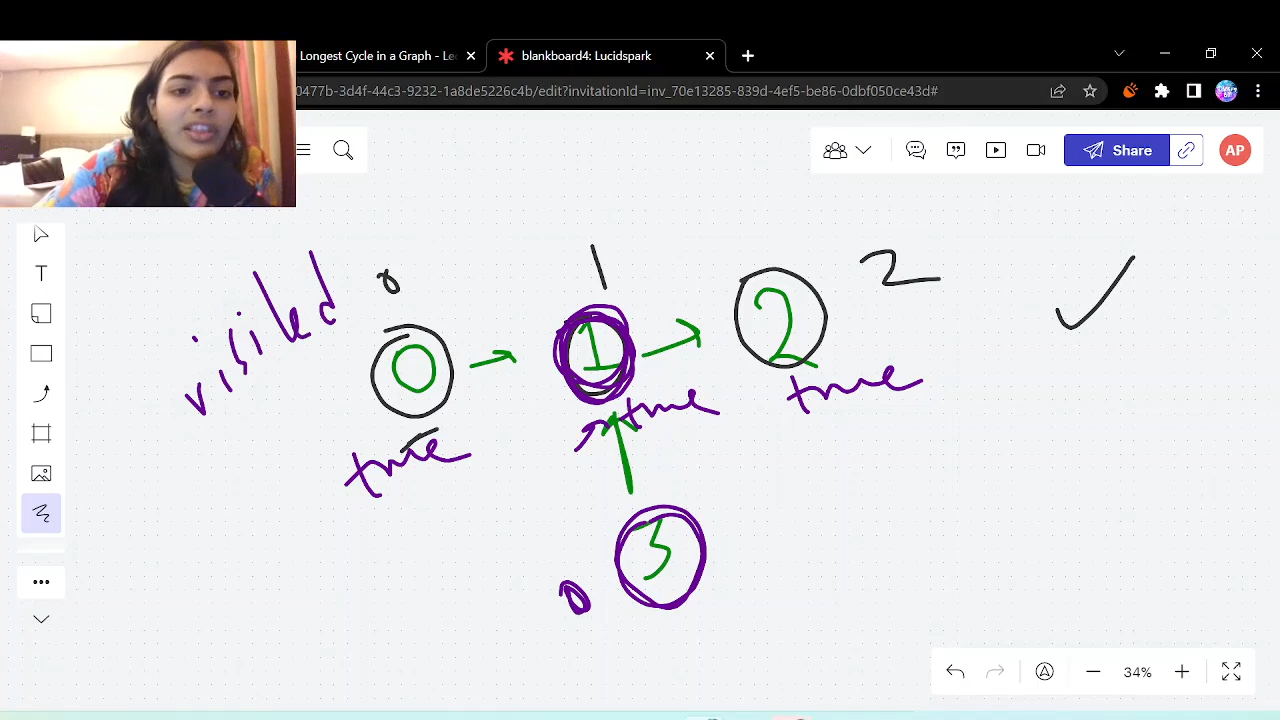 Longest Cycle in a Graph - Le
blankboard4: Lucidspark
0477b-3d4f-44c3-9232-1a8de5226c4b/edit?invitationId=inv_70e13285-839d-4ef5-be86-0dbf050ce43d#
Share
AP
T
visited
0
1
2
0
1
2
true
true
true
3
0
34%